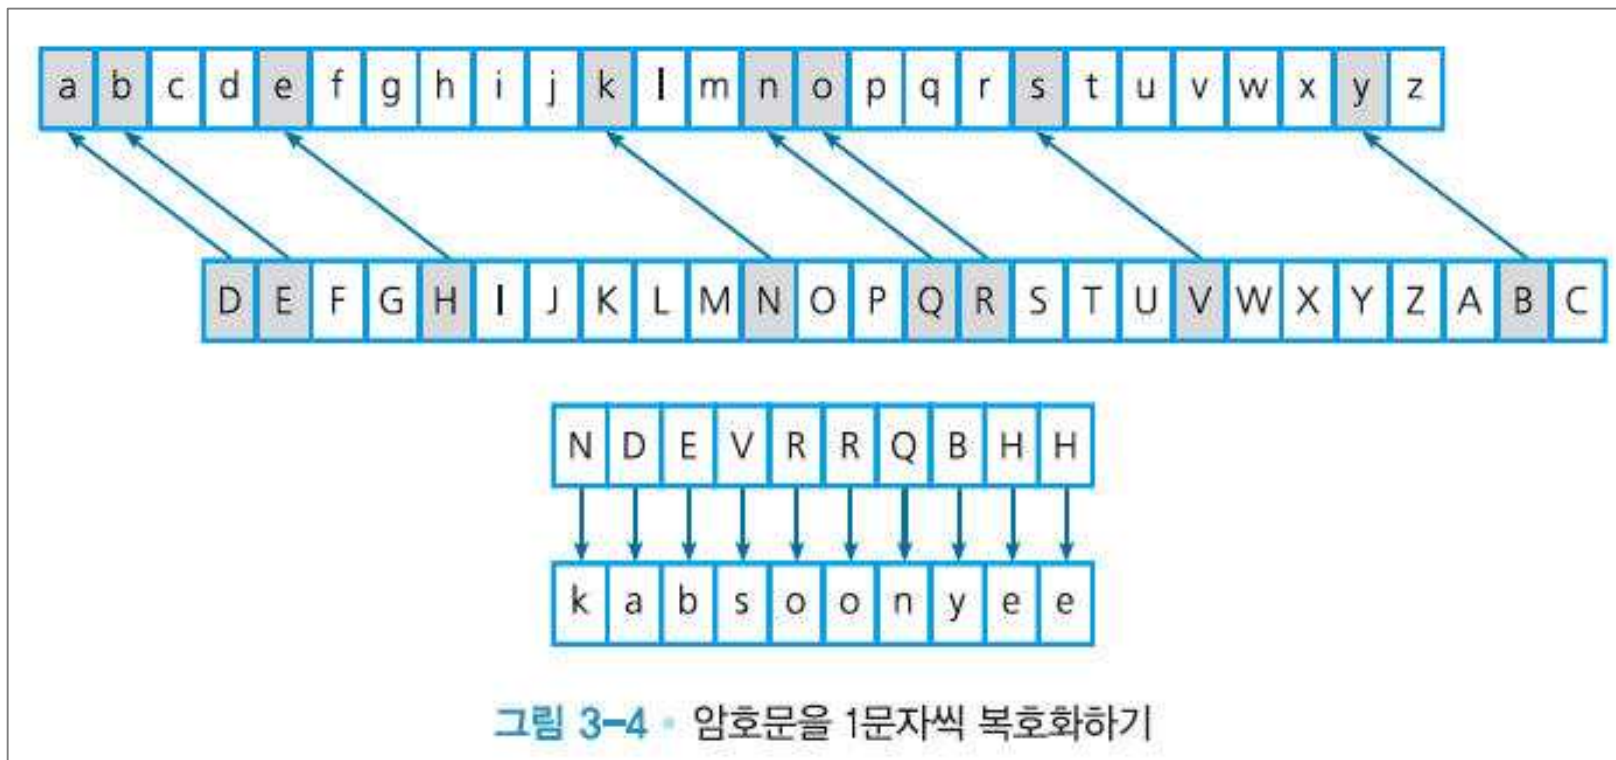 a b c d e f g h i j k l m n o p q r s t u v w x y z
D E F G H I J K L M N O P Q R S T U V W X Y Z A B C
N D E V R R Q B H H
k a b s o o n y e e
그림 3-4 • 암호문을 1문자씩 복호화하기